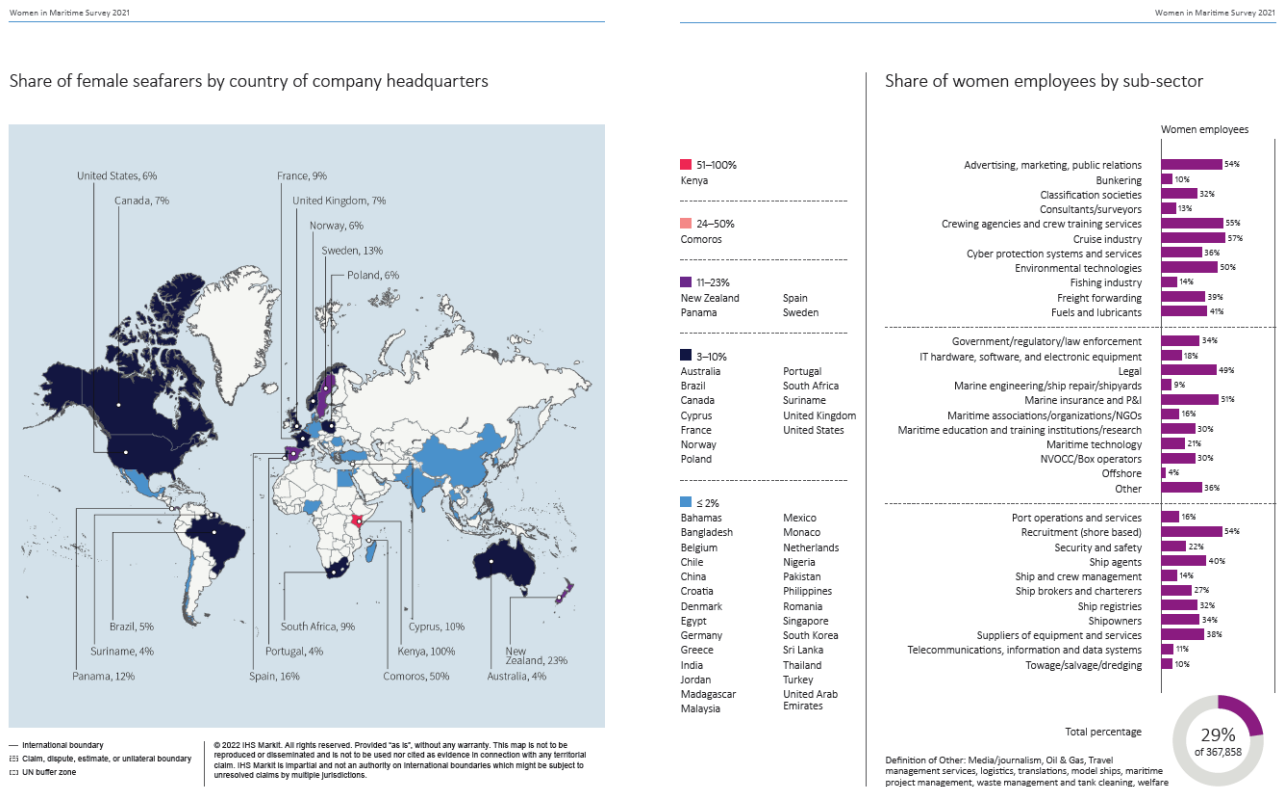 Women in Maritime Survey 2021
Share of female seafarers by country of company headquarters
United States, 6%
Canada, 7%
France, 9%
United Kingdom, 7%
Norway, 6%
Sweden, 13%
Poland, 6%
Brazil, 5%
Suriname, 4%
Panama, 12%
South Africa, 9%
Portugal, 4%
Spain, 16%
Cyprus, 10%
Kenya, 100%
Comoros, 50%
New
Zealand, 23%
Australia, 4%
International boundary
Claim, dispute, estimate, or unilateral boundary
UN buffer zone
© 2022 IHS Markit. All rights reserved. Provided "as is", without any warranty. This map is not to be
reproduced or disseminated and is not to be used nor cited as evidence in connection with any territorial
claim. IHS Markit is impartial and not an authority on international boundaries which might be subject to
unresolved claims by multiple jurisdictions.
Women in Maritime Survey 2021
51–100%
Kenya
24–50%
Comoros
11–23%
New Zealand
Panama
Spain
Sweden
3–10%
Australia
Brazil
Canada
Cyprus
France
Norway
Poland
Portugal
South Africa
Suriname
United Kingdom
United States
≤ 2%
Bahamas
Bangladesh
Belgium
Chile
China
Croatia
Denmark
Egypt
Germany
Greece
India
Jordan
Madagascar
Malaysia
Mexico
Monaco
Netherlands
Nigeria
Pakistan
Philippines
Romania
Singapore
South Korea
Sri Lanka
Thailand
Turkey
United Arab
Emirates
Share of women employees by sub-sector
Women employees
Advertising, marketing, public relations 54%
Bunkering 10%
Classification societies 32%
Consultants/surveyors 13%
Crewing agencies and crew training services 55%
Cruise industry 57%
Cyber protection systems and services 36%
Environmental technologies 50%
Fishing industry 14%
Freight forwarding 39%
Fuels and lubricants 41%
Government/regulatory/law enforcement 34%
IT hardware, software, and electronic equipment 18%
Legal 49%
Marine engineering/ship repair/shipyards 9%
Marine insurance and P&I 51%
Maritime associations/organizations/NGOs 16%
Maritime education and training institutions/research 30%
Maritime technology 21%
NVOCC/Box operators 30%
Offshore 4%
Other 36%
Port operations and services 16%
Recruitment (shore based) 54%
Security and safety 22%
Ship agents 40%
Ship and crew management 14%
Ship brokers and charterers 27%
Ship registries 32%
Shipowners 34%
Suppliers of equipment and services 38%
Telecommunications, information and data systems 11%
Towage/salvage/dredging 10%
Total percentage
29%
of 367,858
Definition of Other: Media/journalism, Oil & Gas, Travel
management services, logistics, translations, model ships, maritime
project management, waste management and tank cleaning, welfare